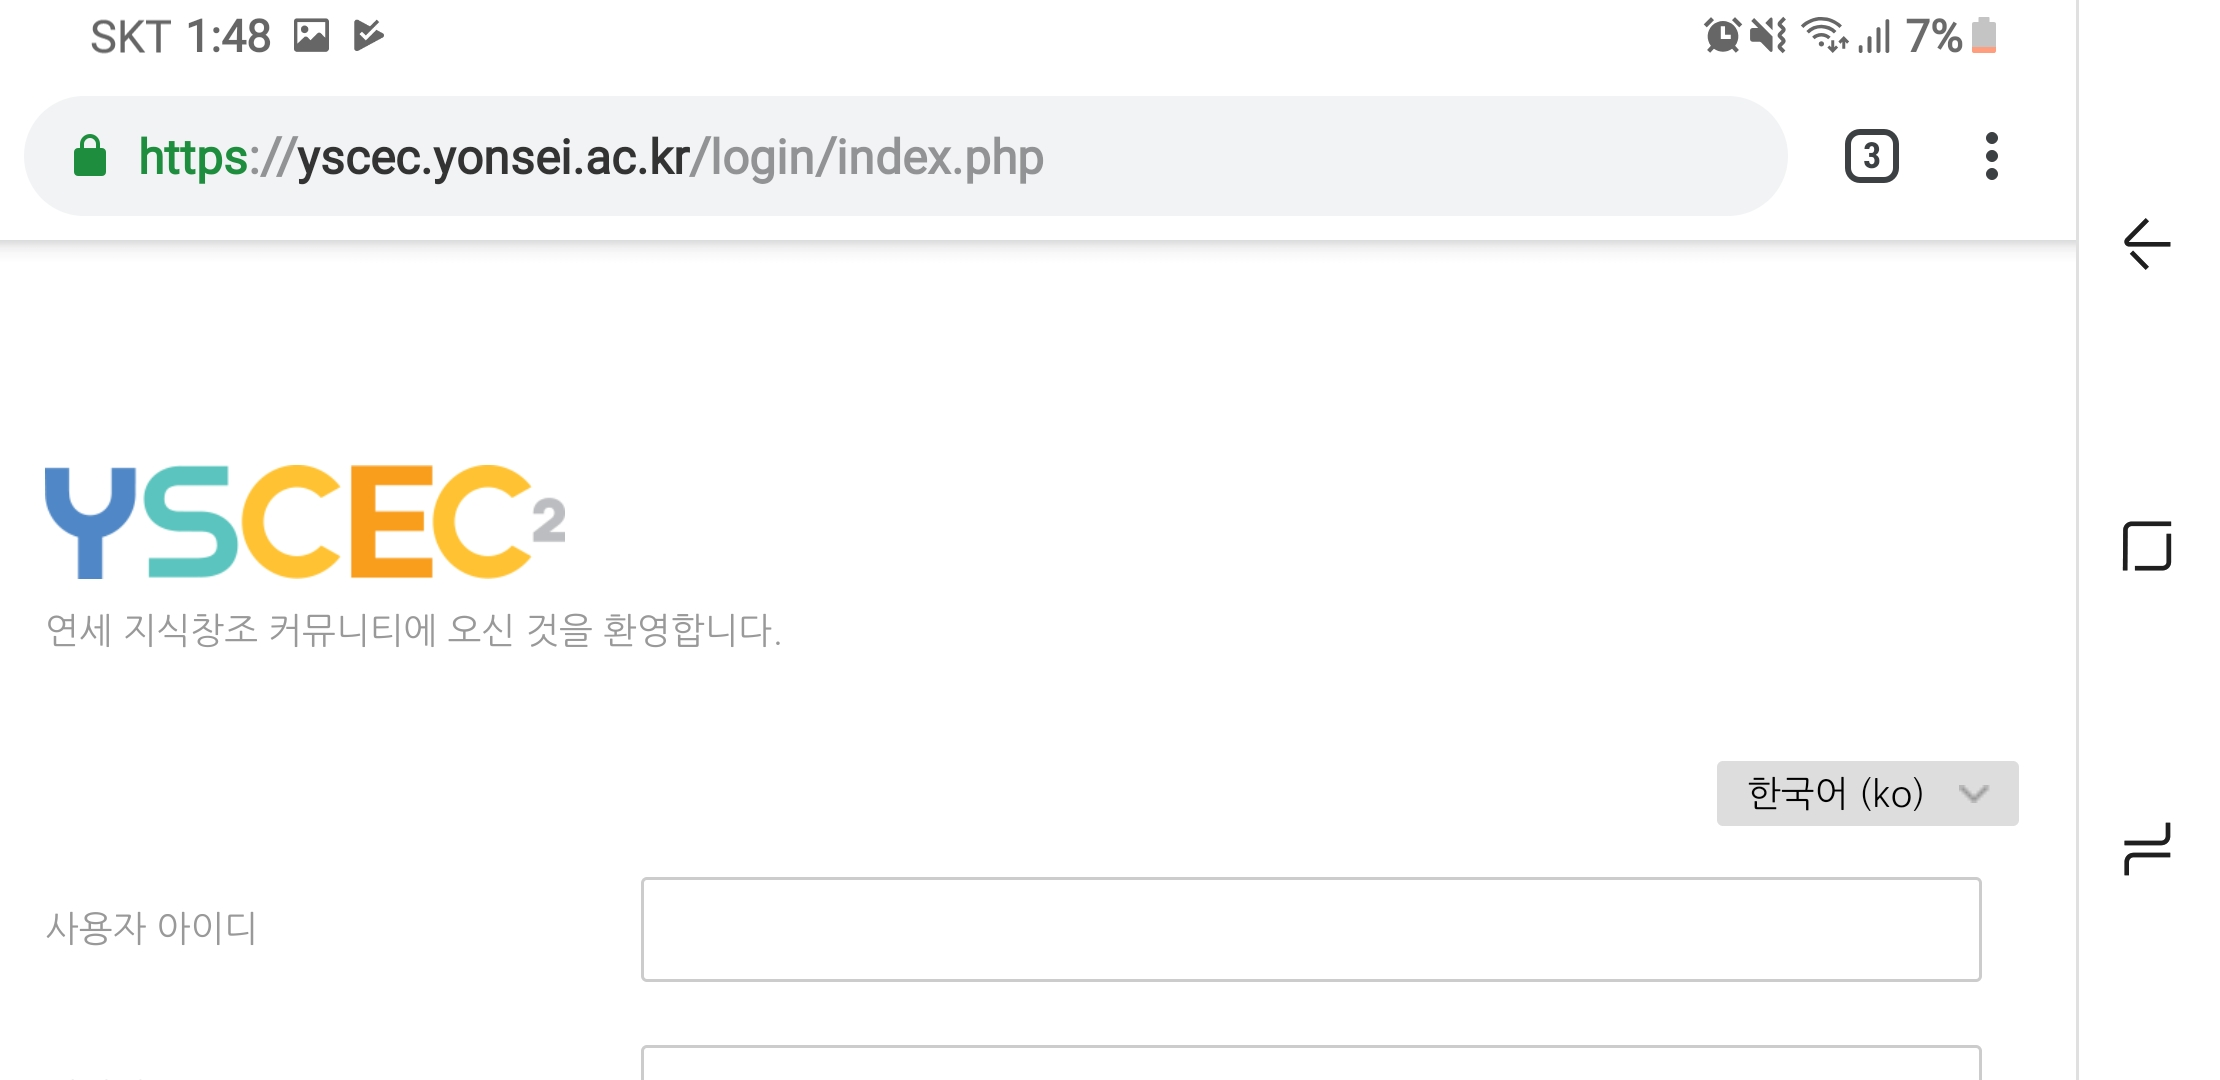 SKT 1:48 7%
https://yscec.yonsei.ac.kr/login/index.php 3
YSCEC2
연세 지식창조 커뮤니티에 오신 것을 환영합니다.
한국어 (ko)
사용자 아이디